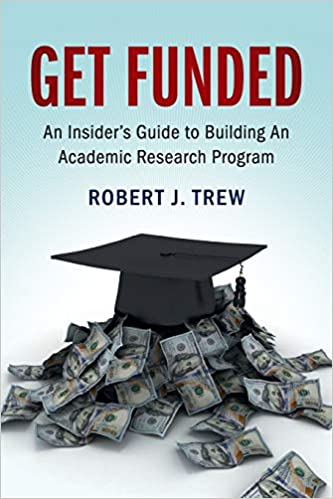 GET FUNDED
An Insider's Guide to Building An
Academic Research Program
ROBERT J. TREW